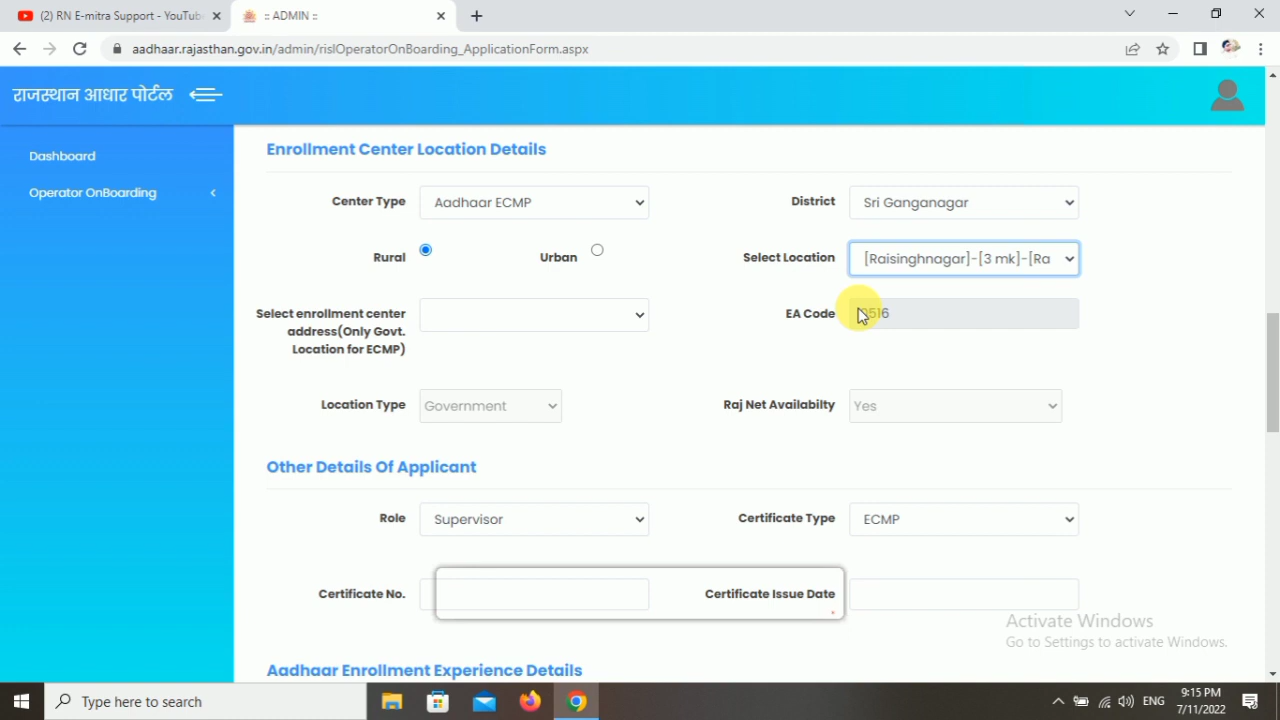 (2) RN E-mitra Support - YouTub
:: ADMIN ::
aadhaar.rajasthan.gov.in/admin/rislOperatorOnBoarding_ApplicationForm.aspx
राजस्थान आधार पोर्टल
Dashboard
Operator OnBoarding
Enrollment Center Location Details
Center Type Aadhaar ECMP District Sri Ganganagar
Rural Urban Select Location [Raisinghnagar]-[3 mk]-[Ra
Select enrollment center
address(Only Govt.
Location for ECMP)
EA Code
Location Type Government Raj Net Availabilty Yes
Other Details Of Applicant
Role Supervisor Certificate Type ECMP
Certificate No. Certificate Issue Date
Aadhaar Enrollment Experience Details
Activate Windows
Go to Settings to activate Windows.
Type here to search
ENG
9:15 PM
7/11/2022